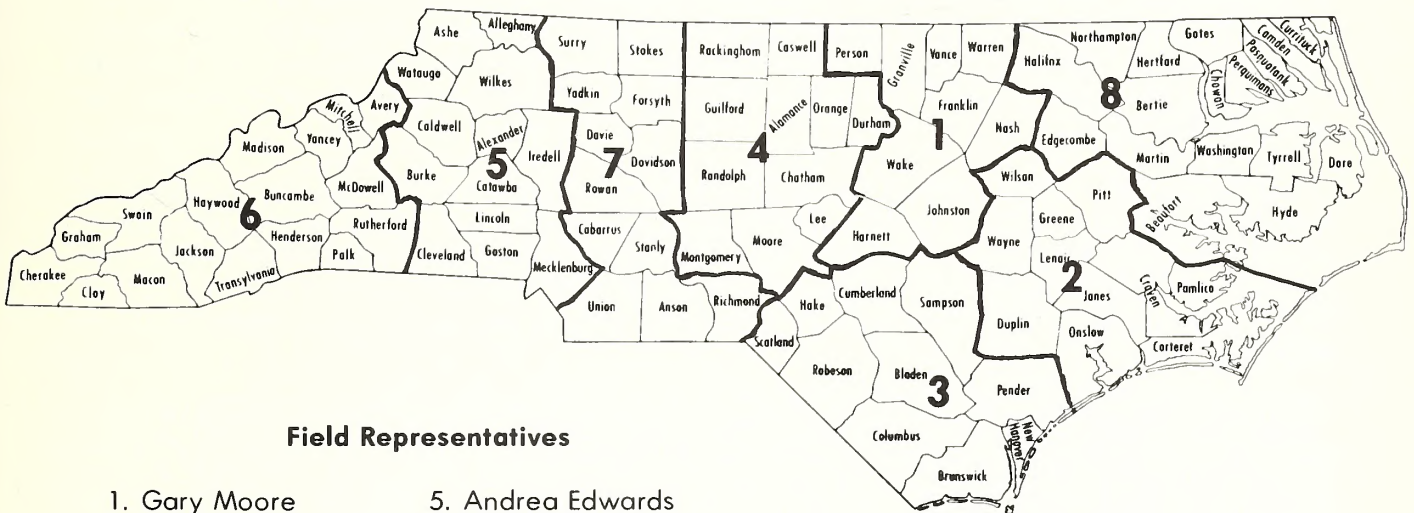 Ashe
Alleghany
Surry
Stokes
Rockingham
Caswell
Person
Granville
Vance
Warren
Northampton
Gates
Currituck
Camden
Pasquotank
Perquimans
Chowan
Halifax
Hertford
Watauga
Wilkes
Yadkin
Forsyth
Guilford
Alamance
Orange
Durham
Franklin
Nash
8
Bertie
Mitchell
Avery
Caldwell
Alexander
Iredell
Davie
Davidson
4
1
Edgecombe
Martin
Washington
Tyrrell
Dare
Madison
Yancey
5
7
Burke
Catawba
Rowan
Randolph
Chatham
Wake
Wilson
Pitt
McDowell
Buncombe
Haywood
6
Swain
Lincoln
Johnston
Greene
Beaufort
Hyde
Graham
Jackson
Henderson
Rutherford
Cleveland
Gaston
Cabarrus
Stanly
Montgomery
Moore
Lee
Harnett
Wayne
Lenoir
2
Jones
Craven
Pamlico
Cherokee
Clay
Macon
Transylvania
Polk
Mecklenburg
Union
Anson
Richmond
Hoke
Cumberland
Sampson
Duplin
Onslow
Carteret
Scotland
Robeson
Bladen
3
Pender
Columbus
New
Hanover
Brunswick
Field Representatives
1. Gary Moore
5. Andrea Edwards